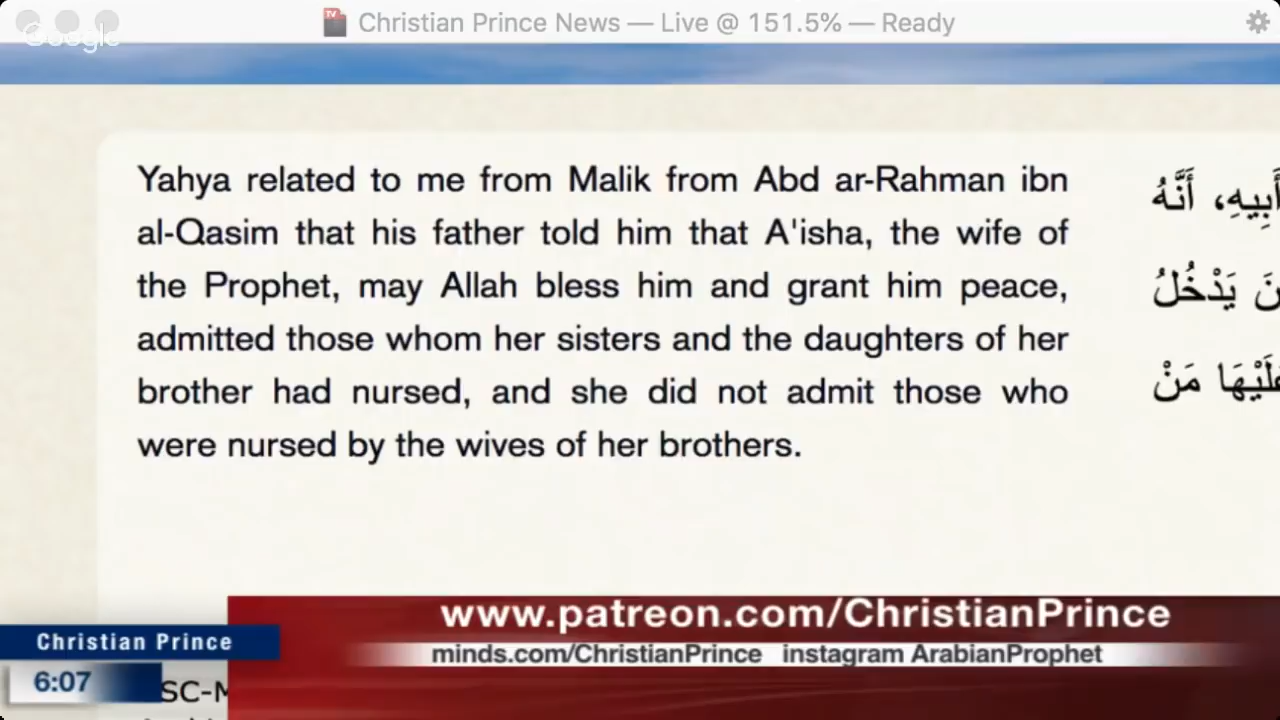 Christian Prince News — Live @ 151.5% — Ready
Google
Yahya related to me from Malik from Abd ar-Rahman ibn
al-Qasim that his father told him that A'isha, the wife of
the Prophet, may Allah bless him and grant him peace,
admitted those whom her sisters and the daughters of her
brother had nursed, and she did not admit those who
were nursed by the wives of her brothers.
أَبِيهِ، أَنَّهُ
يَدْخُلُ
عَلَيْهَا مَنْ
www.patreon.com/ChristianPrince
minds.com/ChristianPrince instagram ArabianProphet
Christian Prince
6:07